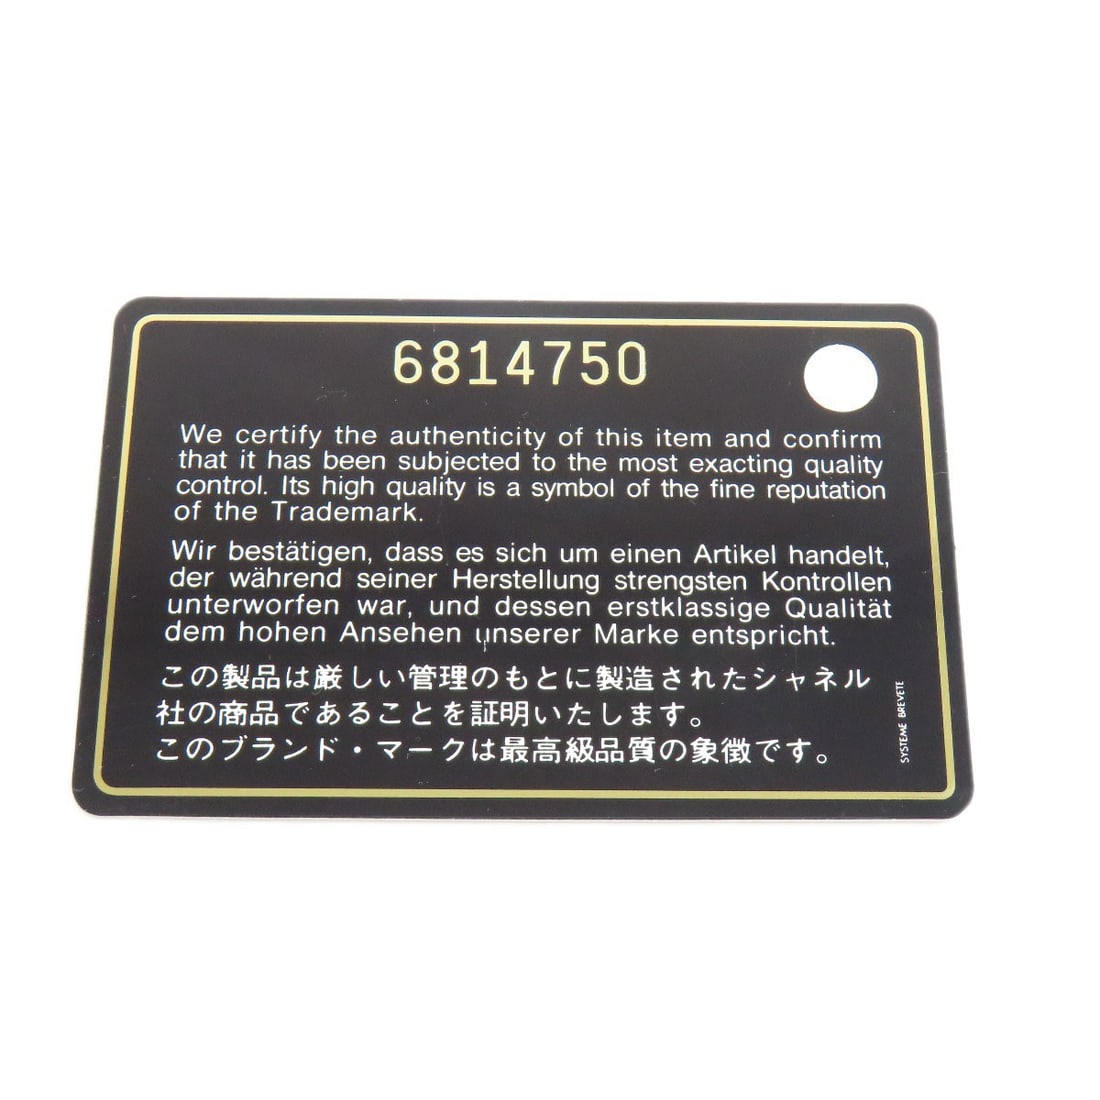 6814750
We certify the authenticity of this item and confirm
that it has been subjected to the most exacting quality
control. Its high quality is a symbol of the fine reputation
of the Trademark.
Wir bestätigen, dass es sich um einen Artikel handelt,
der während seiner Herstellung strengsten Kontrollen
unterworfen war, und dessen erstklassige Qualität
dem hohen Ansehen unserer Marke entspricht.
この製品は厳しい管理のもとに製造されたシャネル
社の商品であることを証明いたします。
このブランド・マークは最高級品質の象徴です。
SYSTEME BREVETE